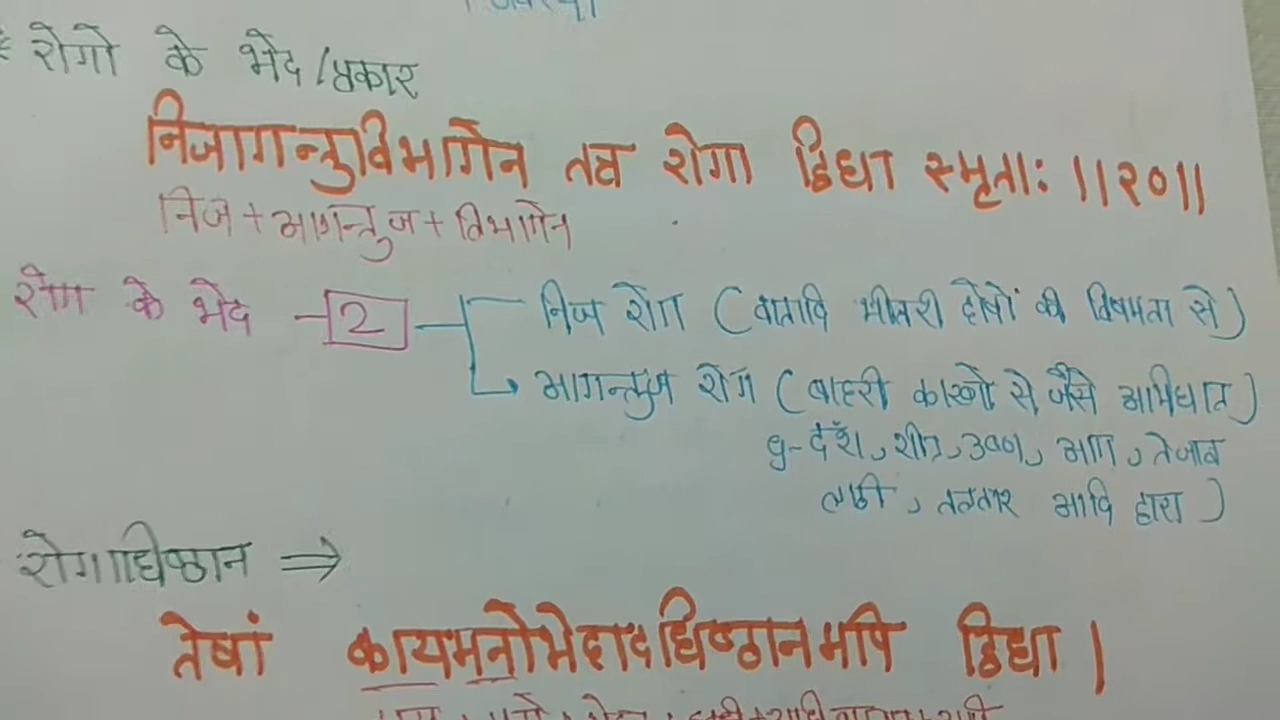 रोगो के भेद/प्रकार
निजागन्तुविभागेन तत्र रोगा द्विधा स्मृताः ||२०||
निज+आगन्तुज+विभागेन
रोग के भेद - 2
निज रोग (वातादि भीतरी दोषों की विषमता से)
आगन्तुज रोग (बाहरी कारणों से, जैसे अभिघात)
दंश, शीत, उष्ण, आग, तेजाब
लाठी, तलवार आदि द्वारा)
रोगाधिष्ठान ⇒
तेषां कायमनोभेदादधिष्ठानमपि द्विधा |